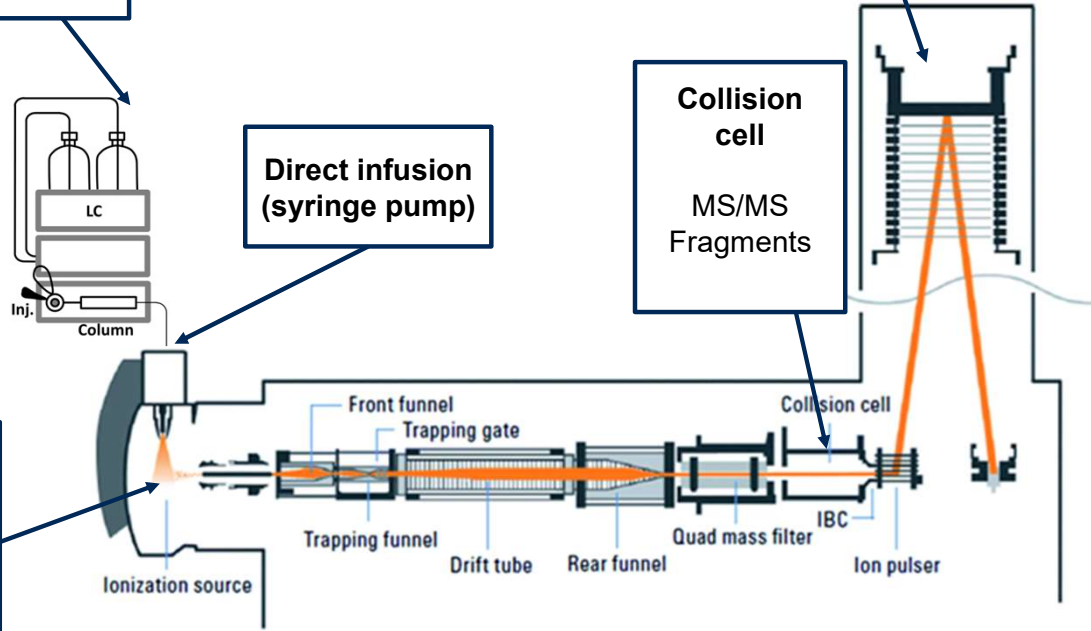 Collision
cell
MS/MS
Fragments
Direct infusion
(syringe pump)
LC
Inj.
Column
Front funnel
Trapping gate
Collision cell
Trapping funnel
Drift tube
Rear funnel
Quad mass filter
IBC
Ion pulser
Ionization source